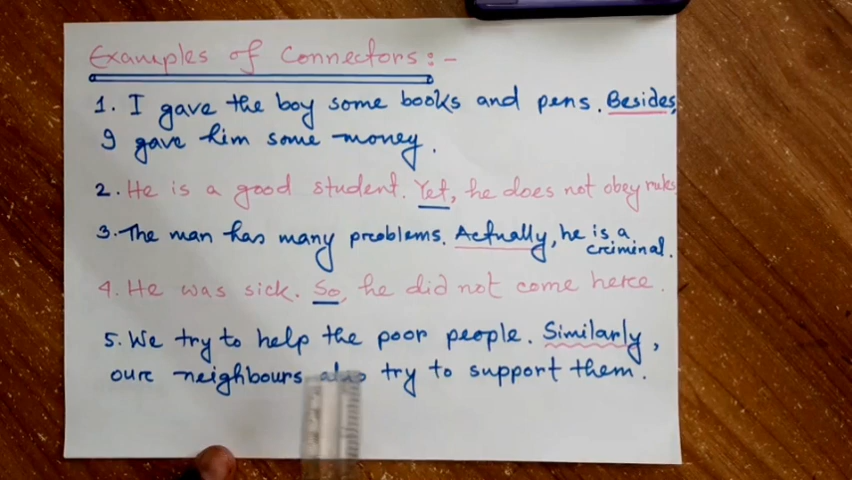 Examples of Connectors:-
1. I gave the boy some books and pens. Besides,
I gave him some money.
2. He is a good student. Yet, he does not obey rules
3. The man has many problems. Actually, he is a
criminal.
4. He was sick. So, he did not come here.
5. We try to help the poor people. Similarly,
our neighbours also try to support them.